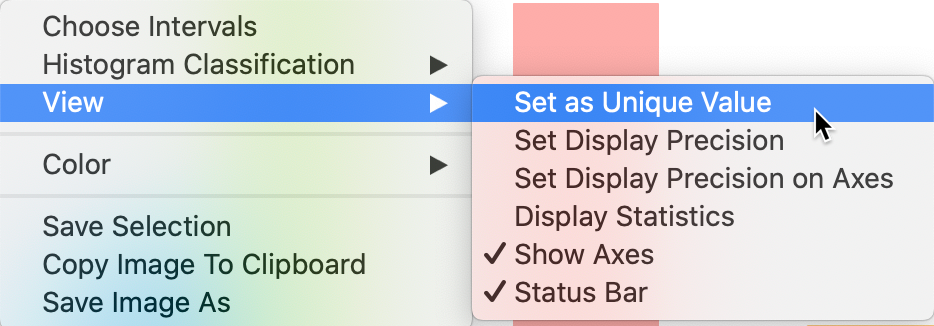 Choose Intervals
Histogram Classification ▶
View ▶
Color ▶
Save Selection
Copy Image To Clipboard
Save Image As
Set as Unique Value
Set Display Precision
Set Display Precision on Axes
Display Statistics
✓ Show Axes
✓ Status Bar